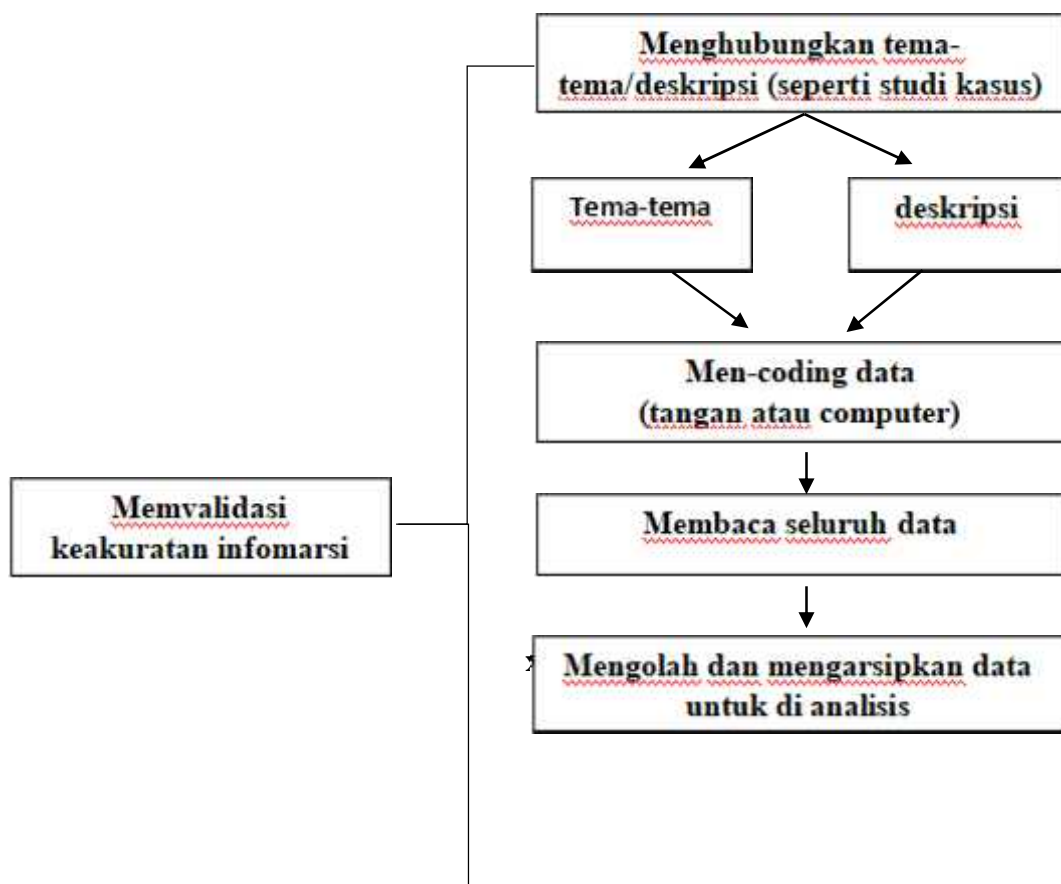 Menghubungkan tema-
tema/deskripsi (seperti studi kasus)
Tema-tema
deskripsi
Men-coding data
(tangan atau computer)
Memvalidasi
keakuratan infomarsi
Membaca seluruh data
Mengolah dan mengarsipkan data
untuk di analisis